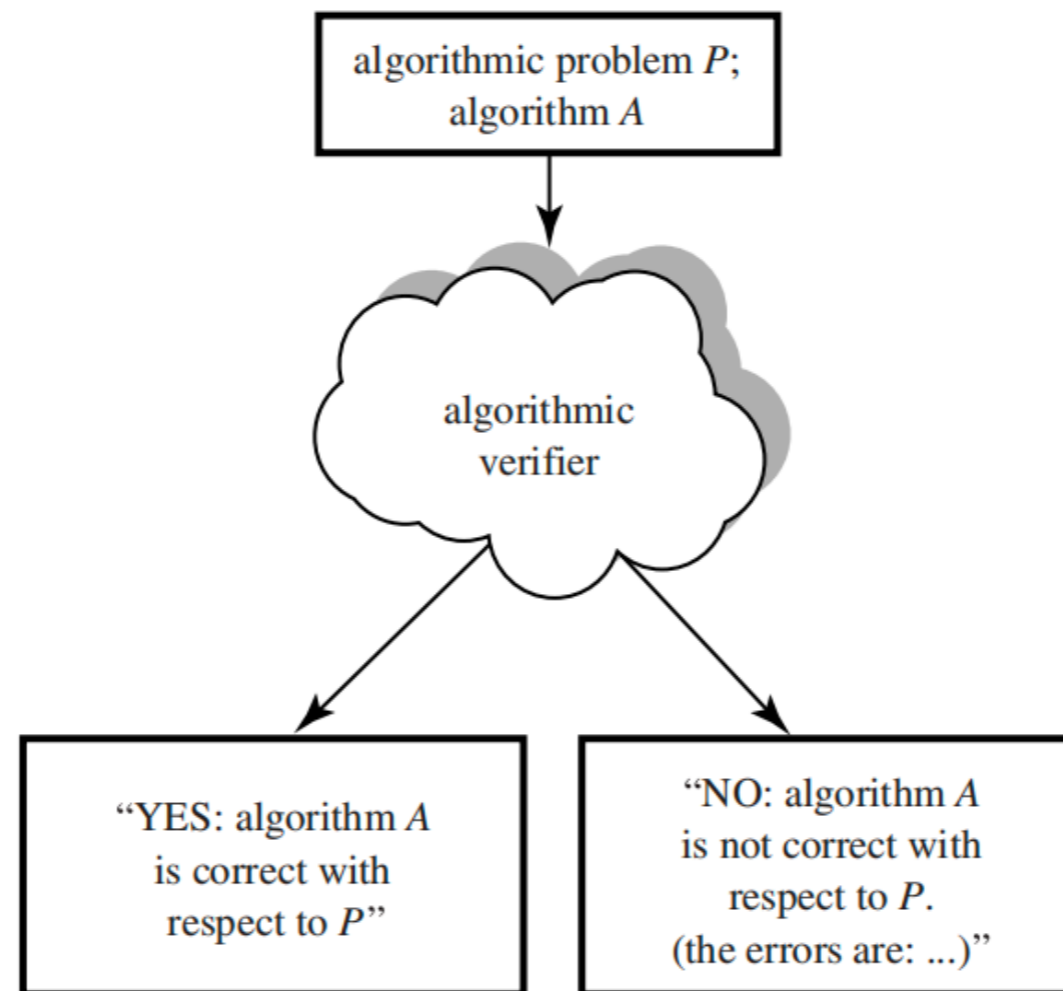 algorithmic problem P;
algorithm A
algorithmic
verifier
“YES: algorithm A
is correct with
respect to P”
“NO: algorithm A
is not correct with
respect to P.
(the errors are: ...)”